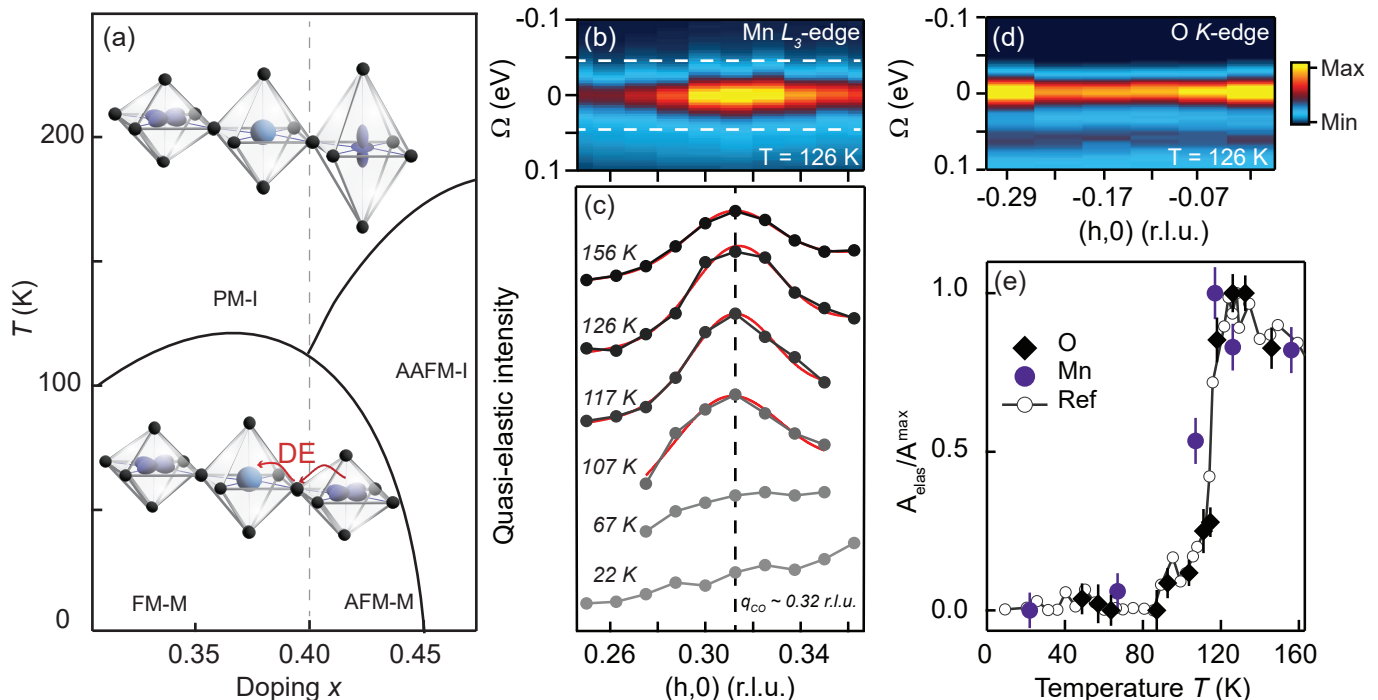 (a)
T (K)
200
100
0
PM-I
AAFM-I
DE
FM-M
AFM-M
0.35
0.40
0.45
Doping x
(b)
Mn L3-edge
Ω (eV)
-0.1
0
0.1
T = 126 K
(c)
Quasi-elastic intensity
156 K
126 K
117 K
107 K
67 K
22 K
qCO ~ 0.32 r.l.u.
0.26
0.30
0.34
(h,0) (r.l.u.)
(d)
O K-edge
Ω (eV)
-0.1
0
0.1
T = 126 K
Max
Min
-0.29
-0.17
-0.07
(h,0) (r.l.u.)
(e)
Aelas/Amax
1.0
0.5
0.0
O
Mn
Ref
0
40
80
120
160
Temperature T (K)